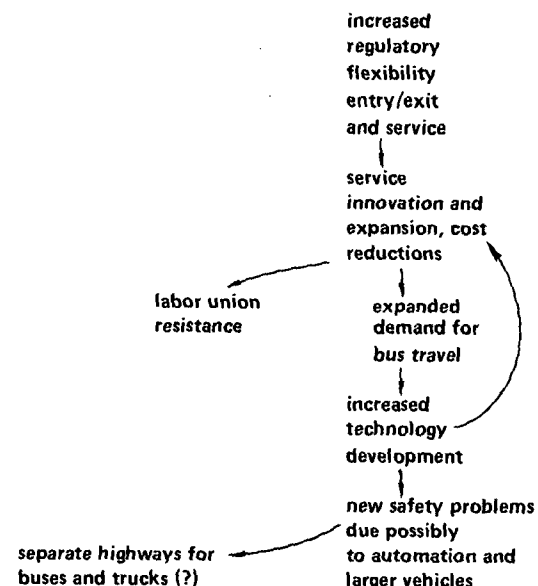 increased
regulatory
flexibility
entry/exit
and service
service
innovation and
expansion, cost
reductions
labor union
resistance
expanded
demand for
bus travel
increased
technology
development
new safety problems
due possibly
to automation and
larger vehicles
separate highways for
buses and trucks (?)